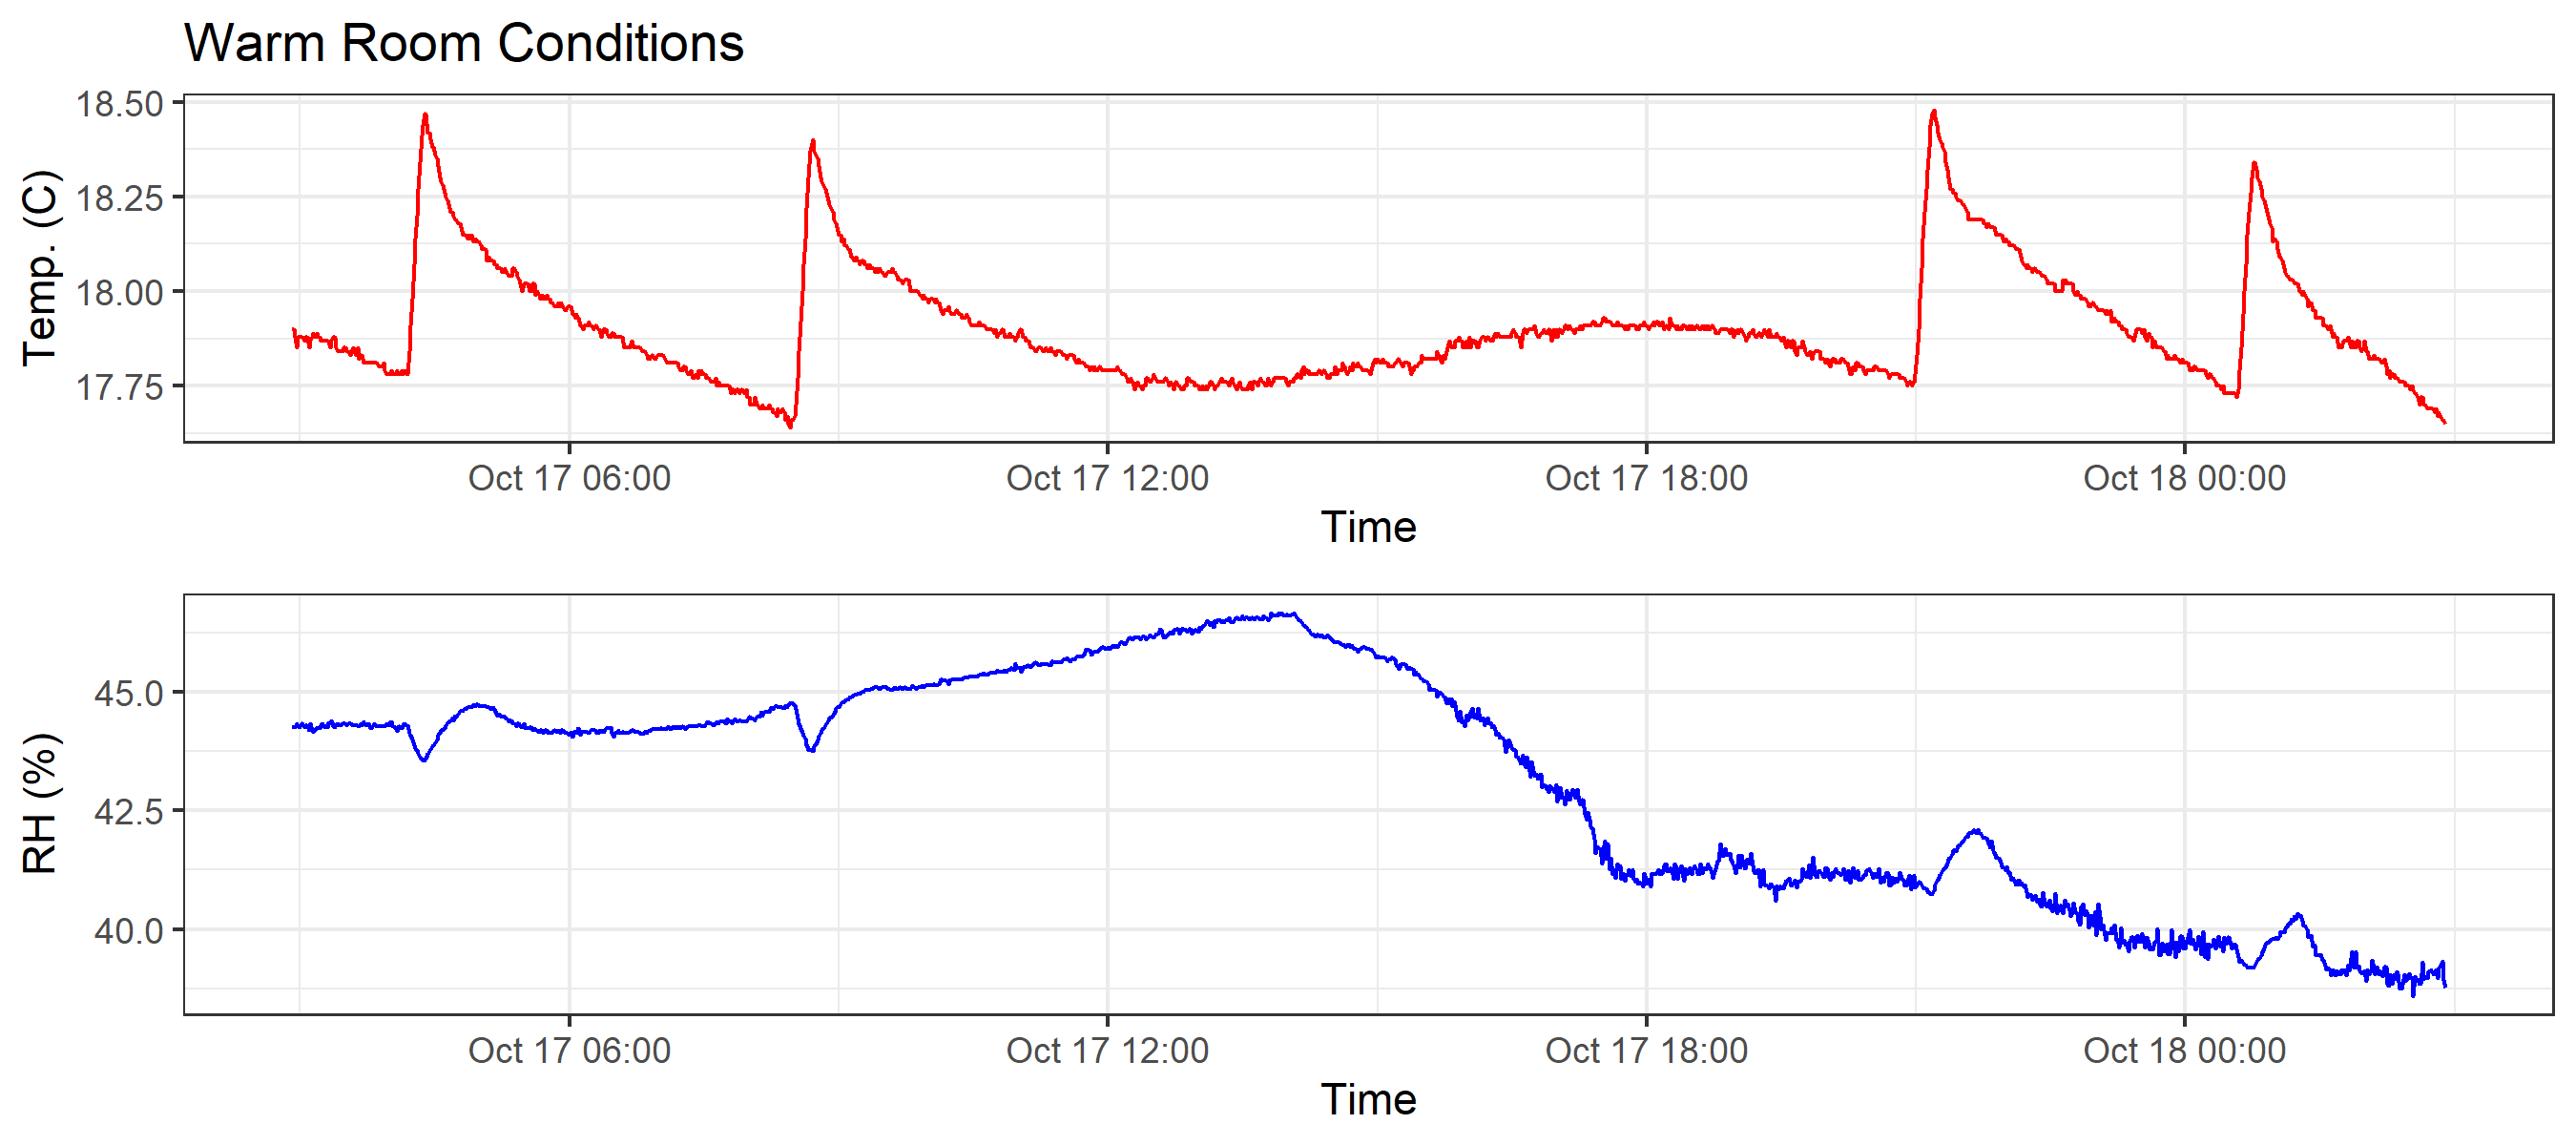 Warm Room Conditions
Temp. (C)
18.50
18.25
18.00
17.75
Oct 17 06:00 Oct 17 12:00 Oct 17 18:00 Oct 18 00:00
Time
RH (%)
45.0
42.5
40.0
Oct 17 06:00 Oct 17 12:00 Oct 17 18:00 Oct 18 00:00
Time